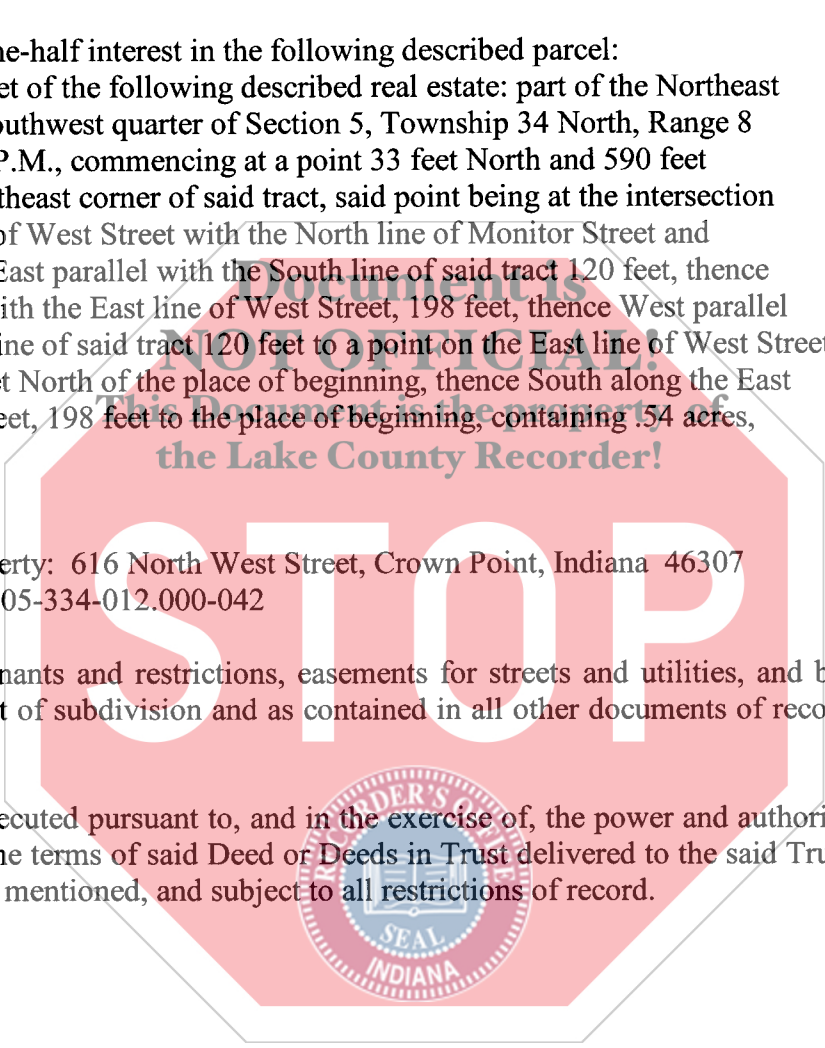 ne-half interest in the following described parcel:
et of the following described real estate: part of the Northeast
outhwest quarter of Section 5, Township 34 North, Range 8
P.M., commencing at a point 33 feet North and 590 feet
theast corner of said tract, said point being at the intersection
of West Street with the North line of Monitor Street and
East parallel with the South line of said tract 120 feet, thence
Document is
ith the East line of West Street, 198 feet, thence West parallel
NOT OFFICIAL!
ine of said tract 120 feet to a point on the East line of West Street
t North of the place of beginning, thence South along the East
This Document is the property of
eet, 198 feet to the place of beginning, containing .54 acres,
the Lake County Recorder!
STOP
erty: 616 North West Street, Crown Point, Indiana 46307
05-334-012.000-042
nants and restrictions, easements for streets and utilities, and b
t of subdivision and as contained in all other documents of reco
ecuted pursuant to, and in the exercise of, the power and authori
ne terms of said Deed or Deeds in Trust delivered to the said Tru
mentioned, and subject to all restrictions of record.
RECORDER'S OFFICE
SEAL
INDIANA